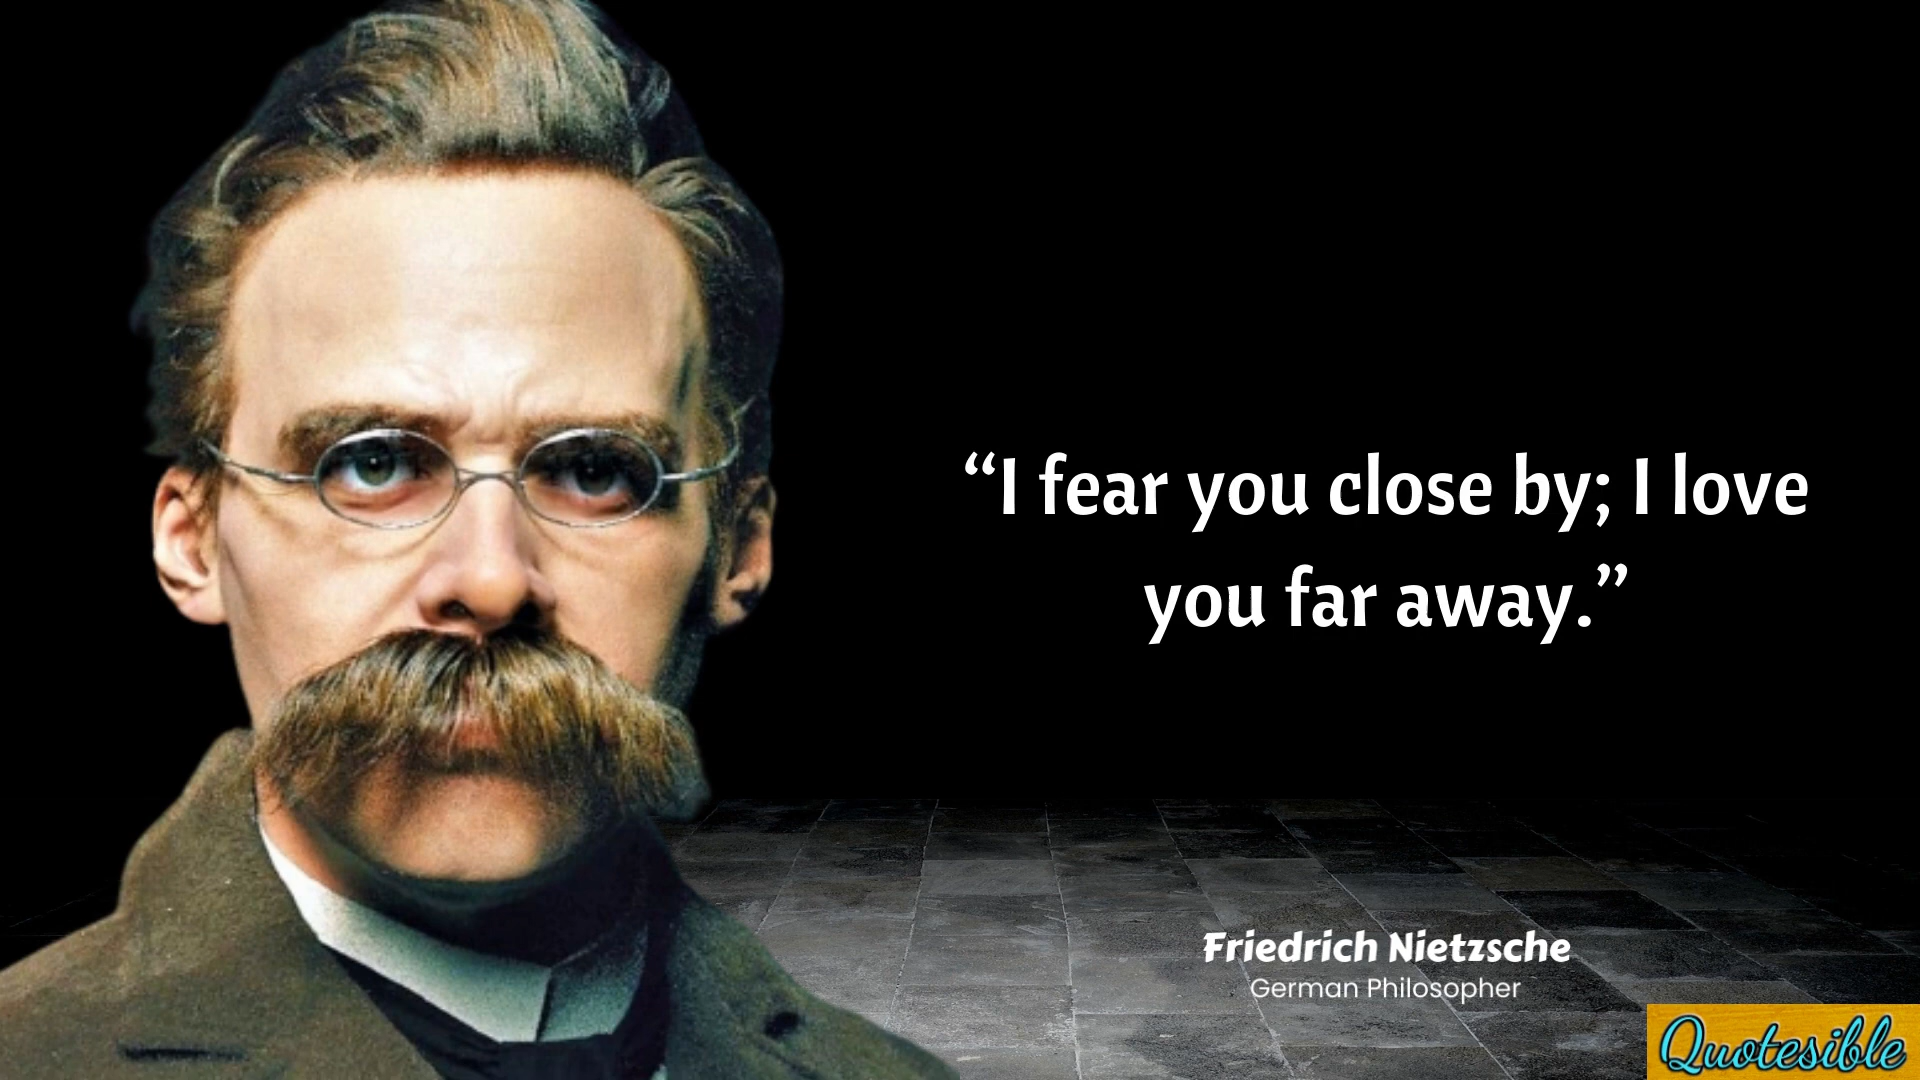 “I fear you close by; I love
you far away.”
Friedrich Nietzsche
German Philosopher
Quotesible